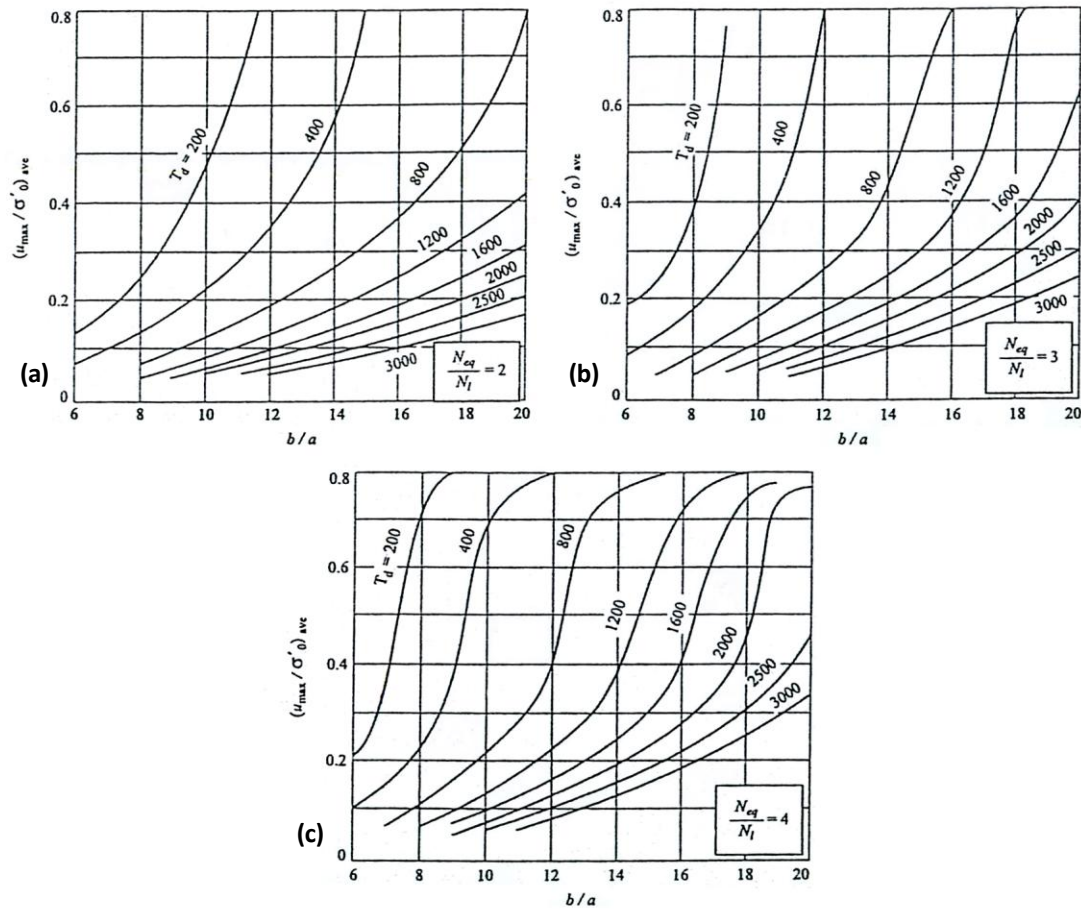 (a)
(u_max / σ'_0) ave
0.8
0.6
0.4
0.2
0
T_d = 200
400
800
1200
1600
2000
2500
3000
N_eq / N_l = 2
6 8 10 12 14 16 18 20
b / a
(b)
(u_max / σ'_0) ave
0.8
0.6
0.4
0.2
0
T_d = 200
400
800
1200
1600
2000
2500
3000
N_eq / N_l = 3
6 8 10 12 14 16 18 20
b / a
(c)
(u_max / σ'_0) ave
0.8
0.6
0.4
0.2
0
T_d = 200
400
800
1200
1600
2000
2500
3000
N_eq / N_l = 4
6 8 10 12 14 16 18 20
b / a